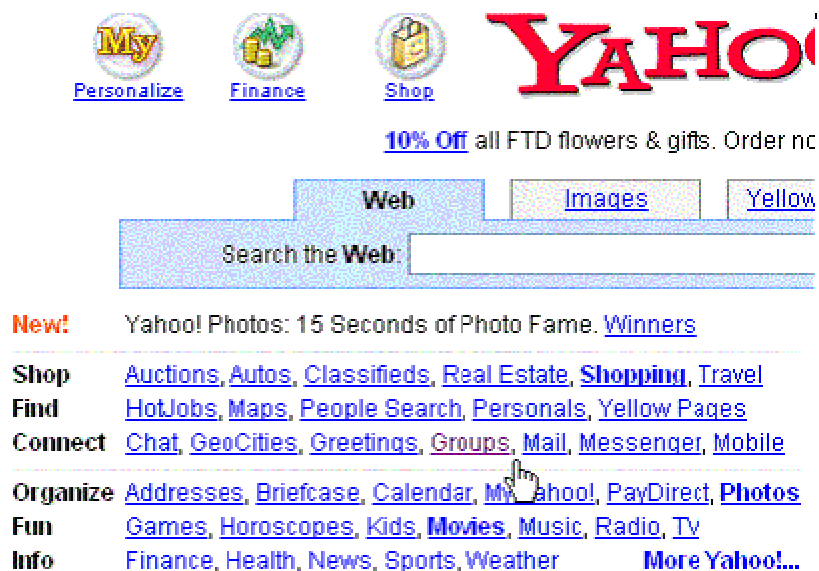 My
YAHOO
Personalize Finance Shop
10% Off all FTD flowers & gifts. Order no
Web Images Yellow
Search the Web:
New! Yahoo! Photos: 15 Seconds of Photo Fame. Winners
Shop Auctions, Autos, Classifieds, Real Estate, Shopping, Travel
Find HotJobs, Maps, People Search, Personals, Yellow Pages
Connect Chat, GeoCities, Greetings, Groups, Mail, Messenger, Mobile
Organize Addresses, Briefcase, Calendar, My Yahoo!, PayDirect, Photos
Fun Games, Horoscopes, Kids, Movies, Music, Radio, TV
Info Finance, Health, News, Sports, Weather More Yahoo!...